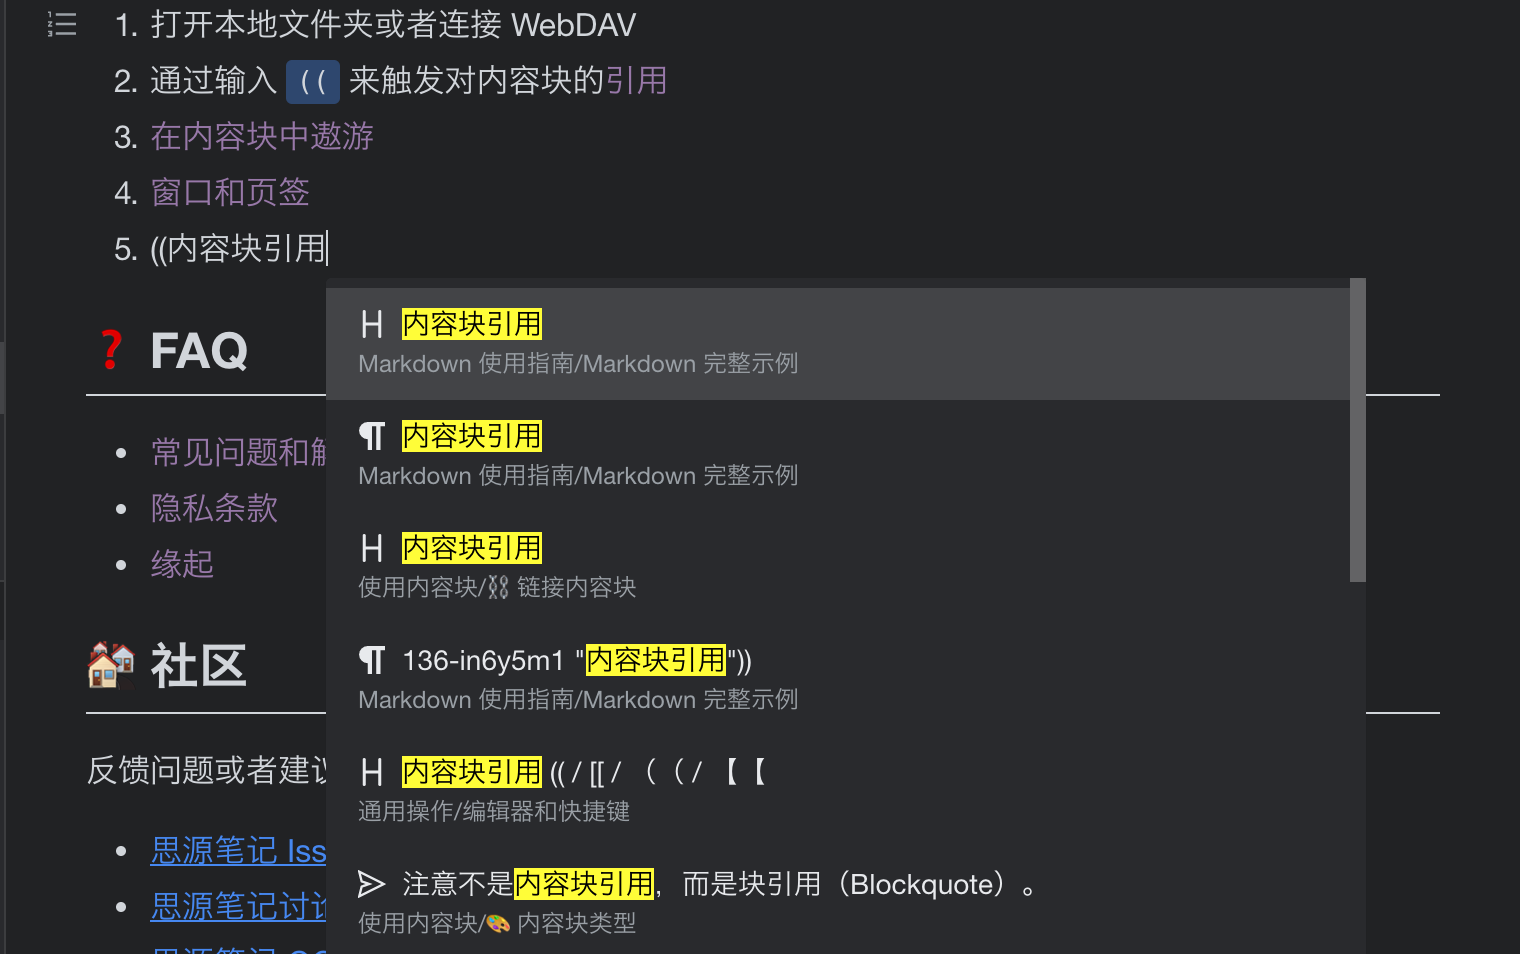 1. 打开本地文件夹或者连接 WebDAV
2. 通过输入 (( 来触发对内容块的引用
3. 在内容块中遨游
4. 窗口和页签
5. ((内容块引用
H 内容块引用
Markdown 使用指南/Markdown 完整示例
¶ 内容块引用
Markdown 使用指南/Markdown 完整示例
H 内容块引用
使用内容块/⛓ 链接内容块
¶ 136-in6y5m1 "内容块引用"))
Markdown 使用指南/Markdown 完整示例
H 内容块引用 (( / [[ / （（ / 【【
通用操作/编辑器和快捷键
注意不是内容块引用，而是块引用（Blockquote）。
使用内容块/🎨 内容块类型
❓ FAQ
• 常见问题和解
• 隐私条款
• 缘起
🏘 社区
反馈问题或者建议
• 思源笔记 Iss
• 思源笔记讨论